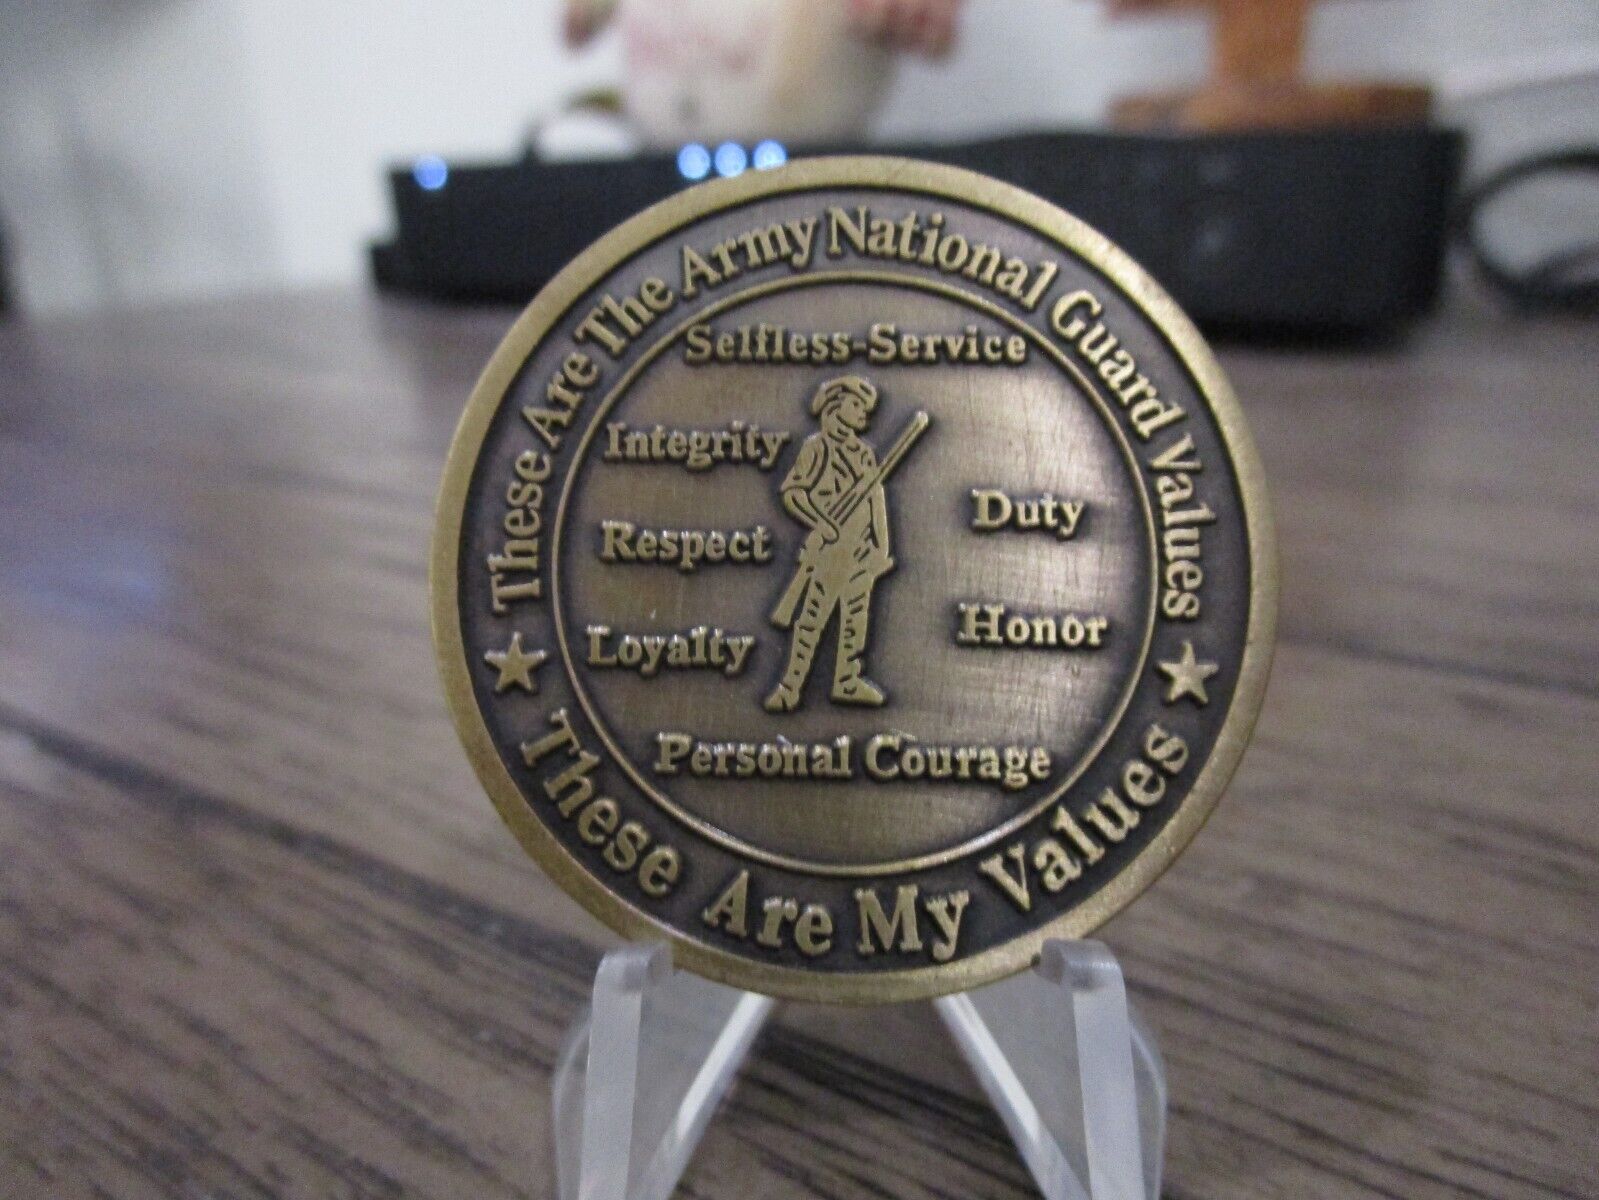 These Are The Army National Guard Values
Selfless-Service
Integrity
Duty
Respect
Honor
Loyalty
Personal Courage
These Are My Values